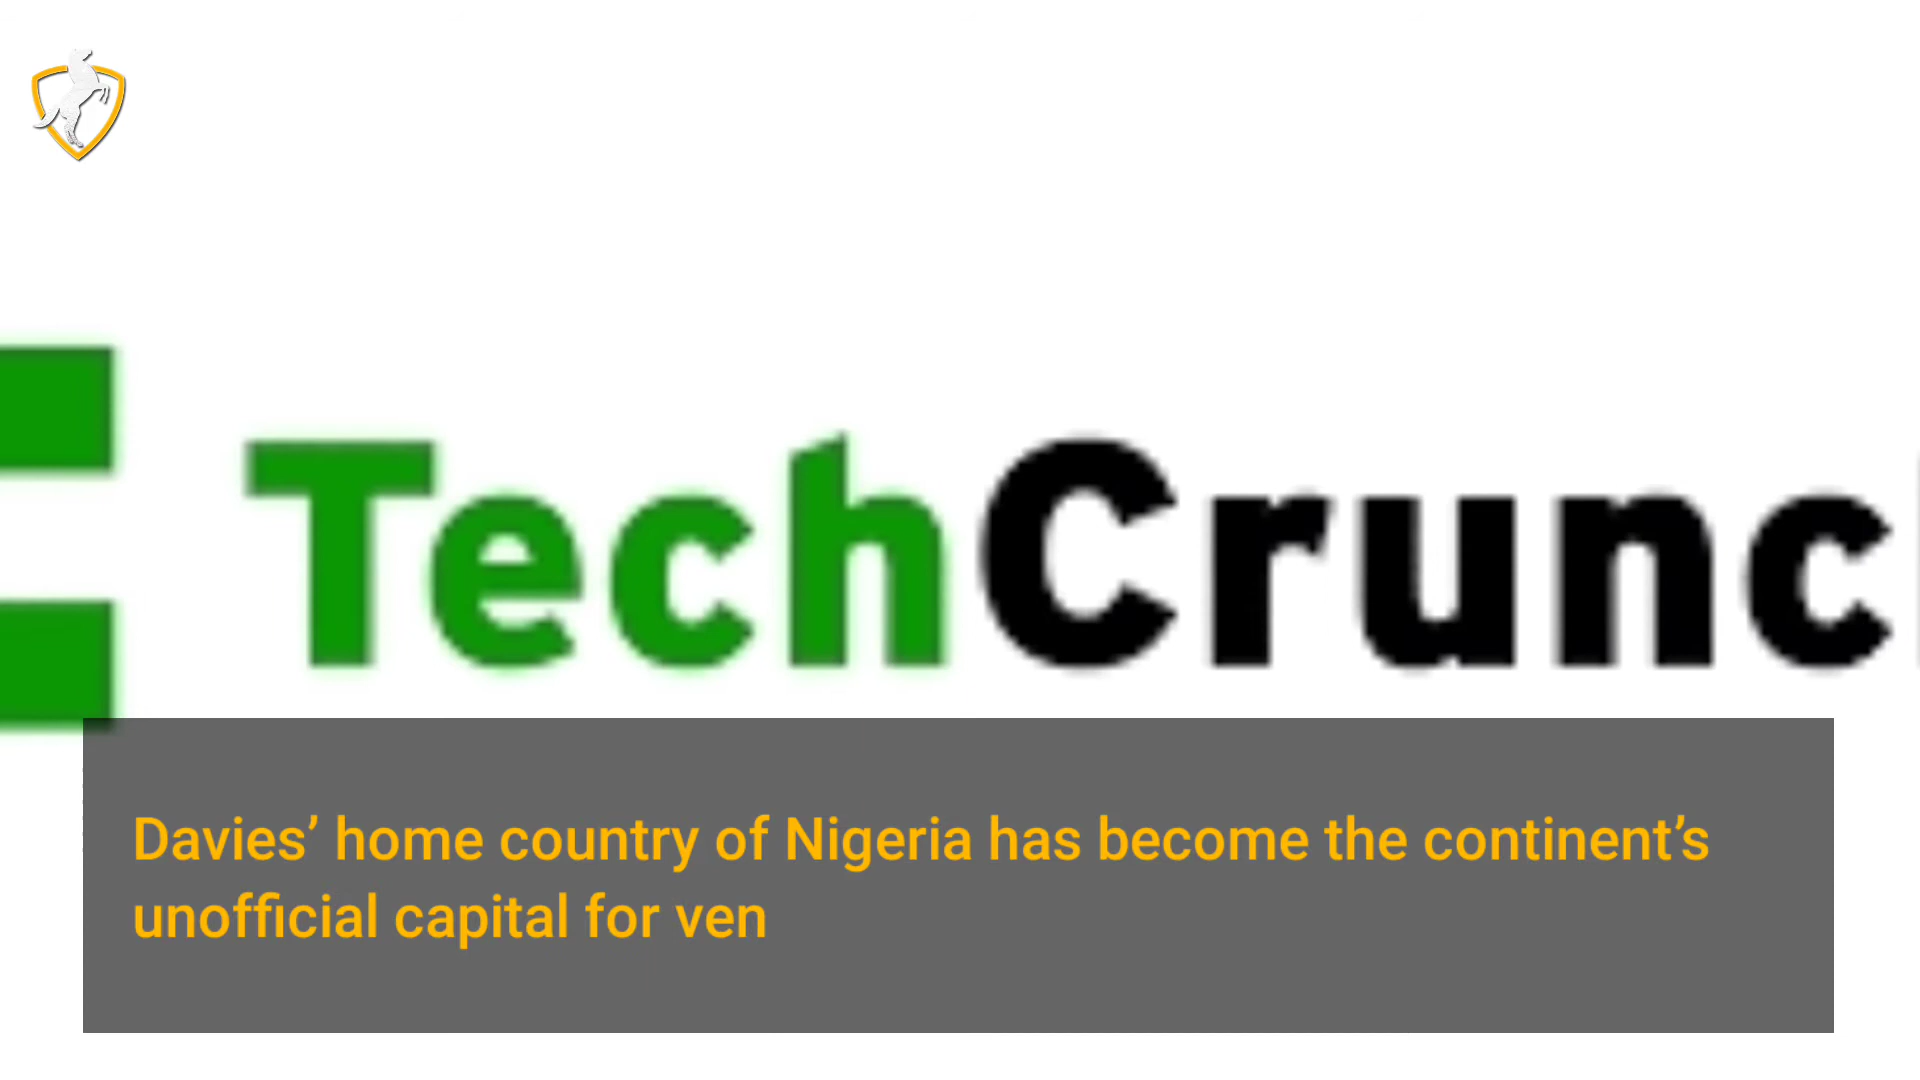 TechCrunc
Davies’ home country of Nigeria has become the continent’s
unofficial capital for ven